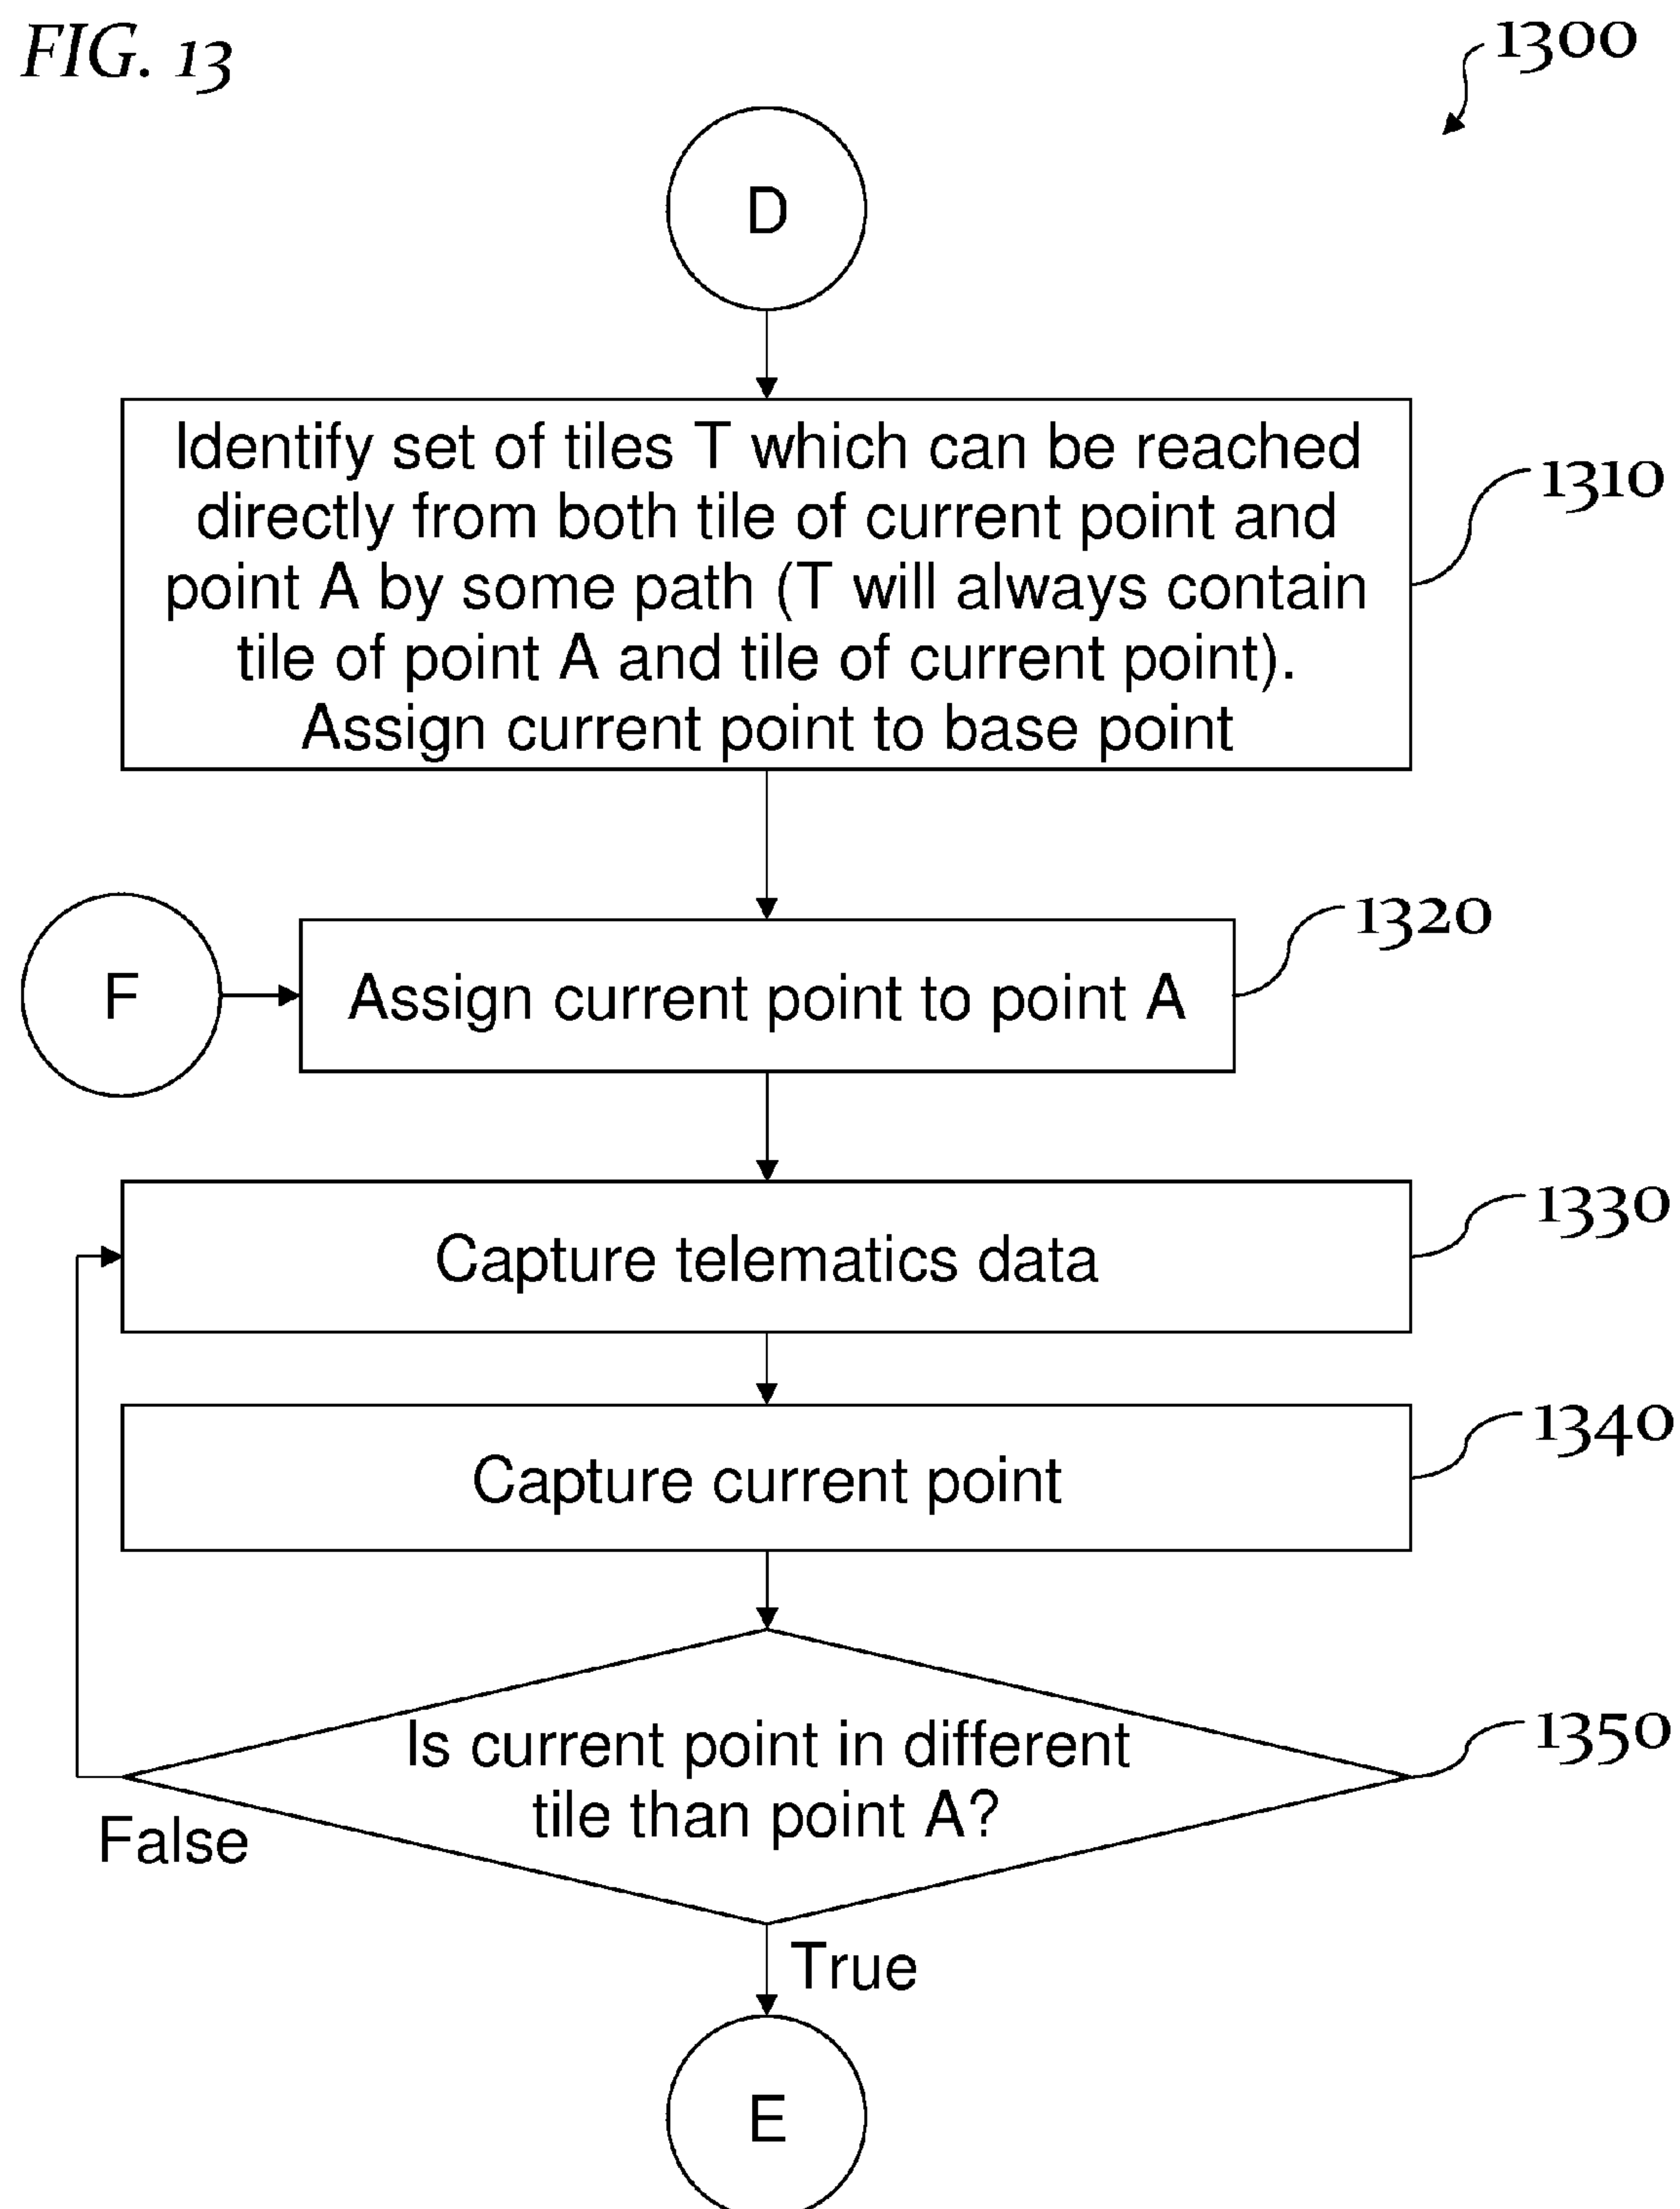 FIG. 13
1300
D
Identify set of tiles T which can be reached
directly from both tile of current point and
point A by some path (T will always contain
tile of point A and tile of current point).
Assign current point to base point
1310
F
Assign current point to point A
1320
Capture telematics data
1330
Capture current point
1340
Is current point in different
tile than point A?
1350
False
True
E